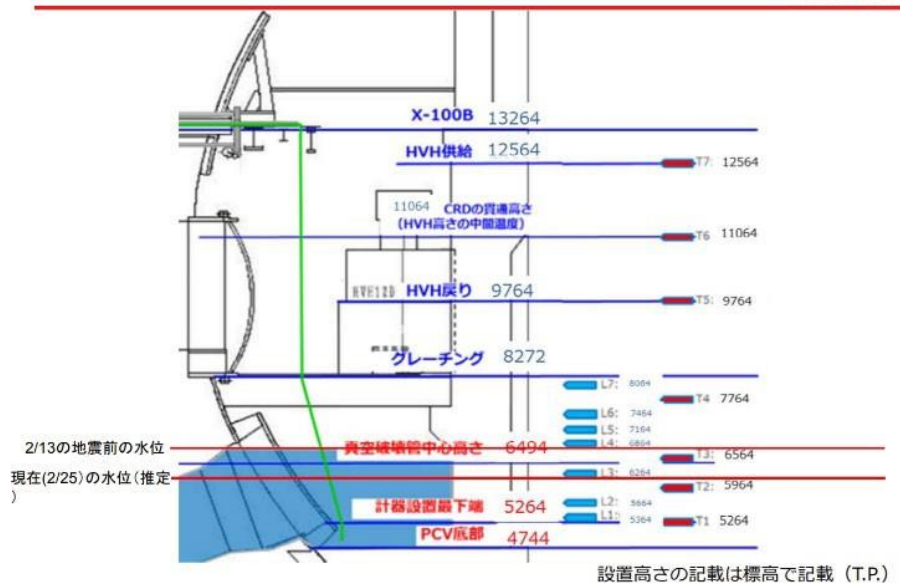 X-100B 13264
HVH供給 12564
T7: 12564
11064 CRDの貫通高さ
(HVH高さの中間温度)
T6 11064
HVH12D
HVH戻り 9764
T5: 9764
グレーチング 8272
L7: 8064
T4 7764
L6: 7464
L5: 7164
L4: 6864
2/13の地震前の水位
真空破壊管中心高さ 6494
T3: 6564
現在(2/25)の水位(推定
)
L3: 6264
T2: 5964
計器設置最下端 5264
L2: 5664
L1: 5364
T1 5264
PCV底部 4744
設置高さの記載は標高で記載（T.P.）